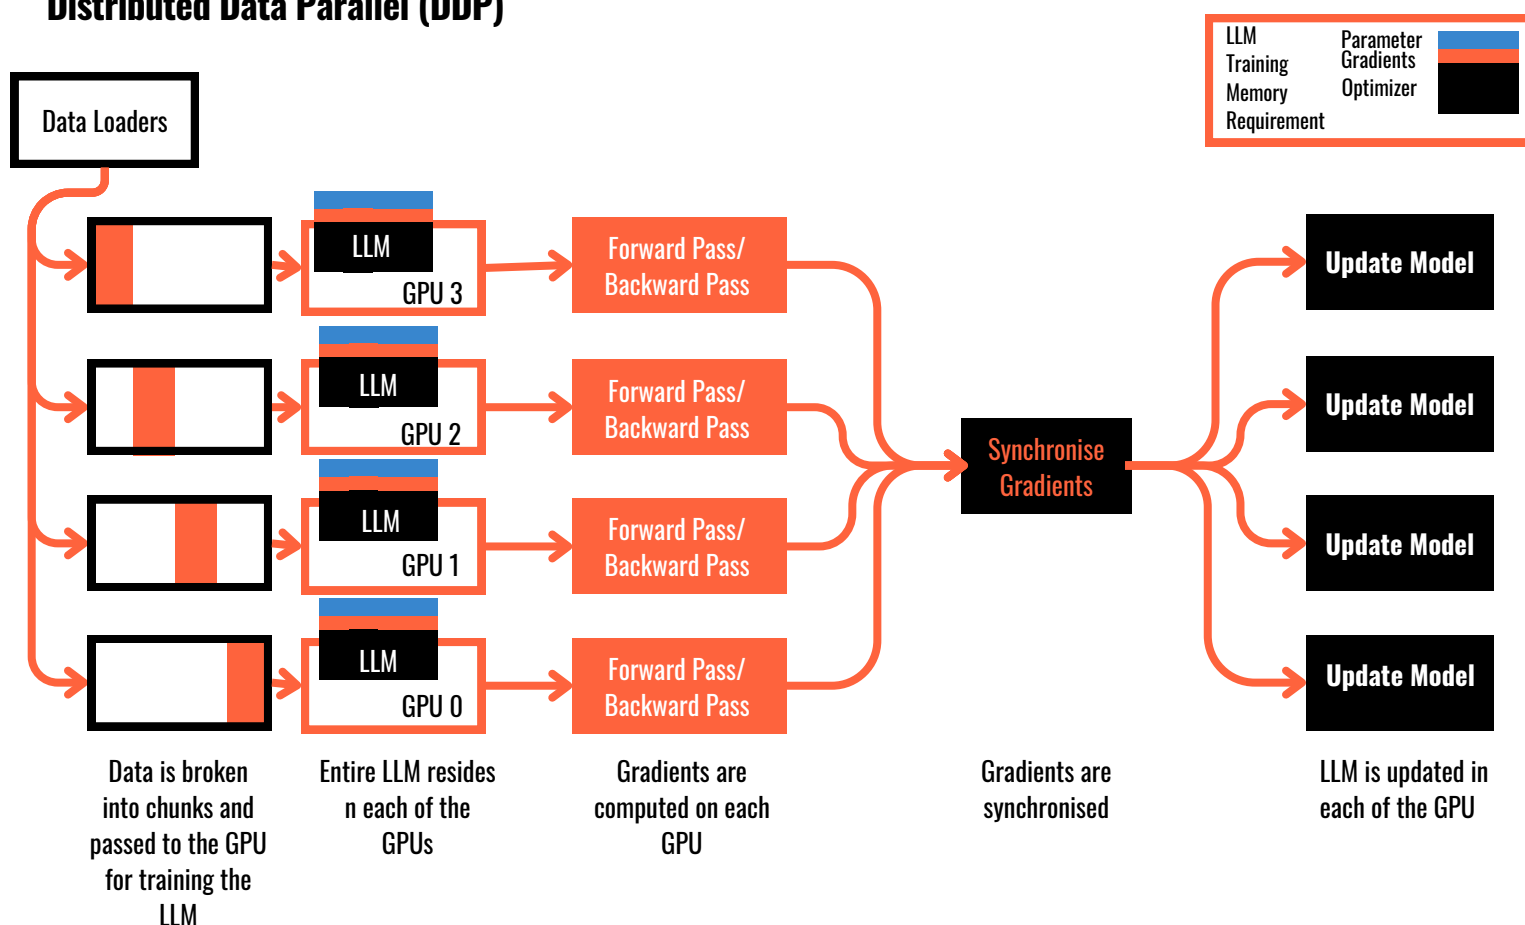 Distributed Data Parallel (DDP)
LLM
Training
Memory
Requirement
Parameter
Gradients
Optimizer
Data Loaders
LLM
GPU 3
Forward Pass/
Backward Pass
Update Model
LLM
GPU 2
Forward Pass/
Backward Pass
Update Model
Synchronise
Gradients
LLM
GPU 1
Forward Pass/
Backward Pass
Update Model
LLM
GPU 0
Forward Pass/
Backward Pass
Update Model
Data is broken
into chunks and
passed to the GPU
for training the
LLM
Entire LLM resides
n each of the
GPUs
Gradients are
computed on each
GPU
Gradients are
synchronised
LLM is updated in
each of the GPU